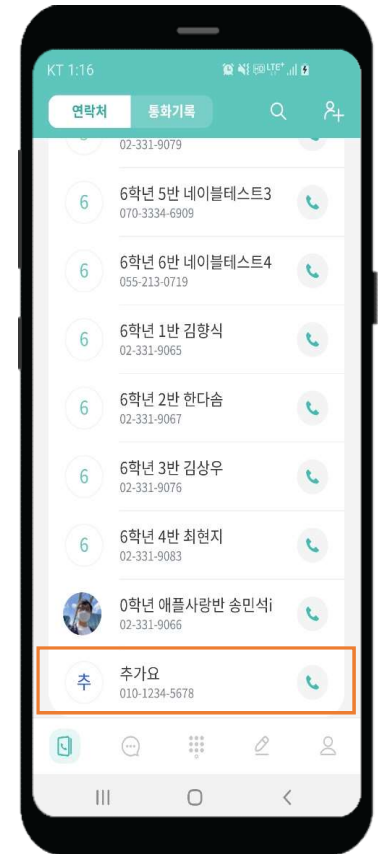 KT 1:16
HD LTE+
연락처 통화기록
02-331-9079
6
6학년 5반 네이블테스트3
070-3334-6909
6
6학년 6반 네이블테스트4
055-213-0719
6
6학년 1반 김향식
02-331-9065
6
6학년 2반 한다솜
02-331-9067
6
6학년 3반 김상우
02-331-9076
6
6학년 4반 최현지
02-331-9083
0학년 애플사랑반 송민석i
02-331-9066
추
추가요
010-1234-5678